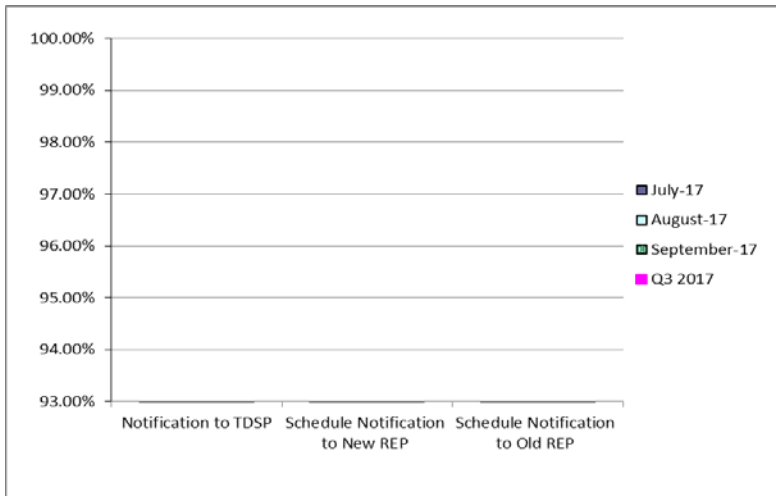 100.00%
99.00%
98.00%
97.00%
96.00%
95.00%
94.00%
93.00%
Notification to TDSP
Schedule Notification
to New REP
Schedule Notification
to Old REP
July-17
August-17
September-17
Q3 2017